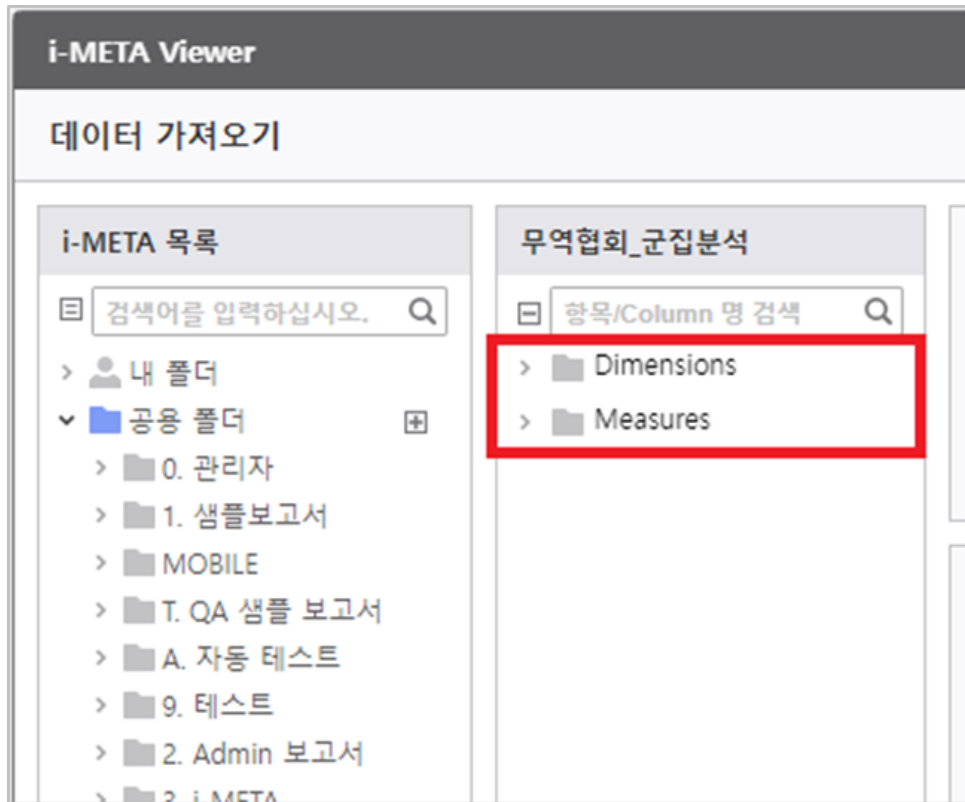 i-META Viewer
데이터 가져오기
i-META 목록
검색어를 입력하십시오.
내 폴더
공용 폴더
0. 관리자
1. 샘플보고서
MOBILE
T. QA 샘플 보고서
A. 자동 테스트
9. 테스트
2. Admin 보고서
3. i-META
무역협회_군집분석
항목/Column 명 검색
Dimensions
Measures